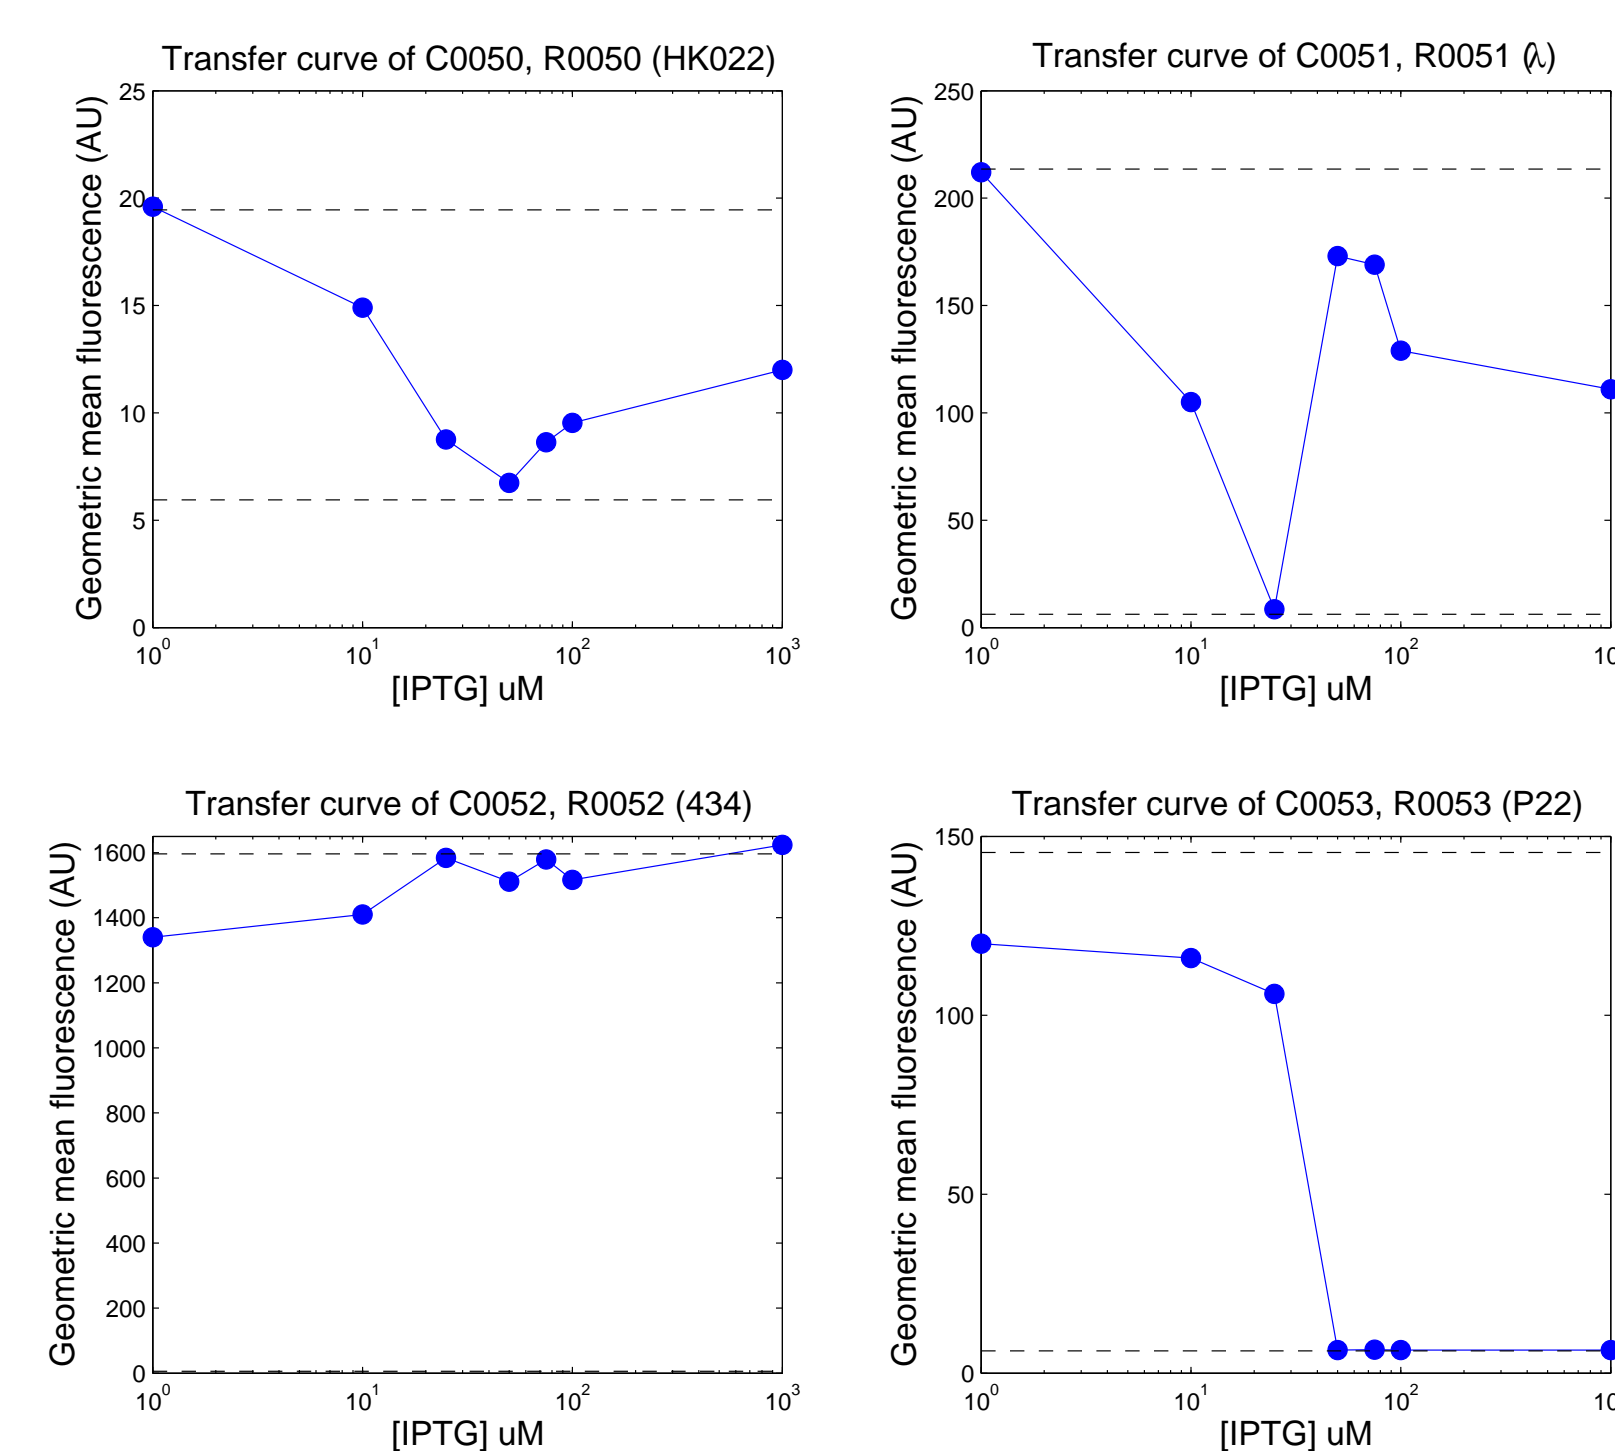 Transfer curve of C0050, R0050 (HK022)
Geometric mean fluorescence (AU)
25
20
15
10
5
0
10^0 10^1 10^2 10^3
[IPTG] uM
Transfer curve of C0051, R0051 (λ)
Geometric mean fluorescence (AU)
250
200
150
100
50
0
10^0 10^1 10^2 10
[IPTG] uM
Transfer curve of C0052, R0052 (434)
Geometric mean fluorescence (AU)
1600
1400
1200
1000
800
600
400
200
0
10^0 10^1 10^2 10^3
[IPTG] uM
Transfer curve of C0053, R0053 (P22)
Geometric mean fluorescence (AU)
150
100
50
0
10^0 10^1 10^2 10
[IPTG] uM